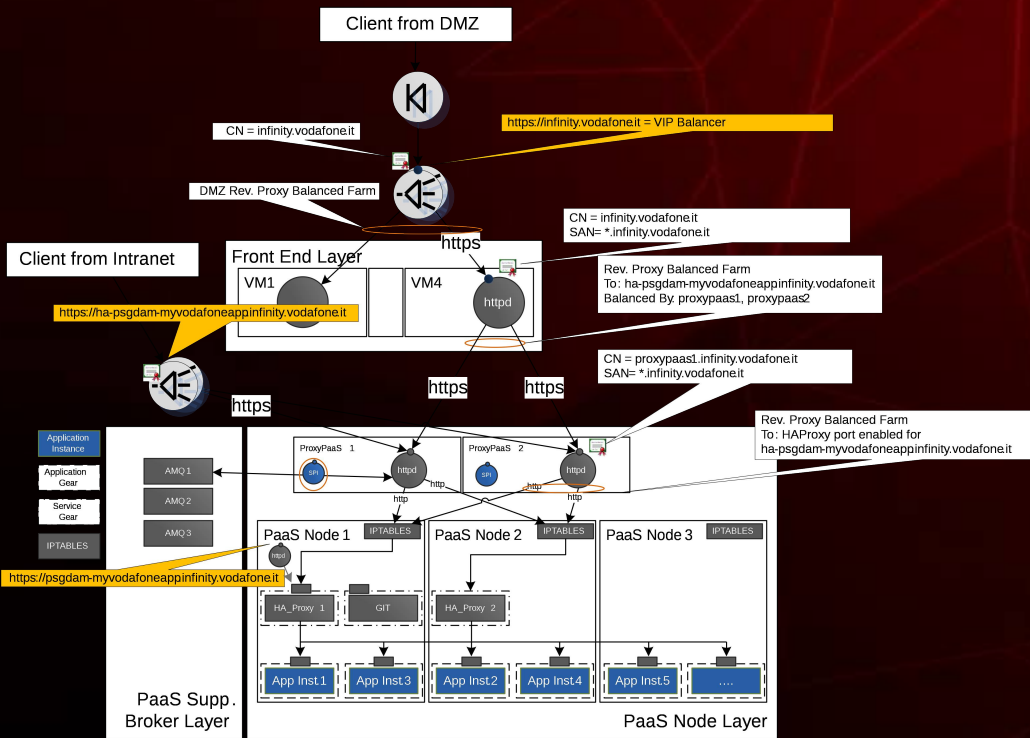 Client from DMZ
https://infinity.vodafone.it = VIP Balancer
CN = infinity.vodafone.it
DMZ Rev. Proxy Balanced Farm
https
CN = infinity.vodafone.it
SAN= *.infinity.vodafone.it
Client from Intranet
Front End Layer
VM1
VM4
httpd
Rev. Proxy Balanced Farm
To: ha-psgdam-myvodafoneappinfinity.vodafone.it
Balanced By: proxypaas1, proxypaas2
https://ha-psgdam-myvodafoneappinfinity.vodafone.it
CN = proxypaas1.infinity.vodafone.it
SAN= *.infinity.vodafone.it
https
https
https
Rev. Proxy Balanced Farm
To: HAProxy port enabled for
ha-psgdam-myvodafoneappinfinity.vodafone.it
Application
Instance
Application
Gear
Service
Gear
IPTABLES
AMQ 1
AMQ 2
AMQ 3
ProxyPaaS 1
SPI
httpd
ProxyPaaS 2
SPI
httpd
http
http
http
http
PaaS Node 1
IPTABLES
PaaS Node 2
IPTABLES
PaaS Node 3
IPTABLES
httpd
https://psgdam-myvodafoneappinfinity.vodafone.it
HA_Proxy 1
GIT
HA_Proxy 2
App Inst.1
App Inst.3
App Inst.2
App Inst.4
App Inst.5
....
PaaS Supp.
Broker Layer
PaaS Node Layer